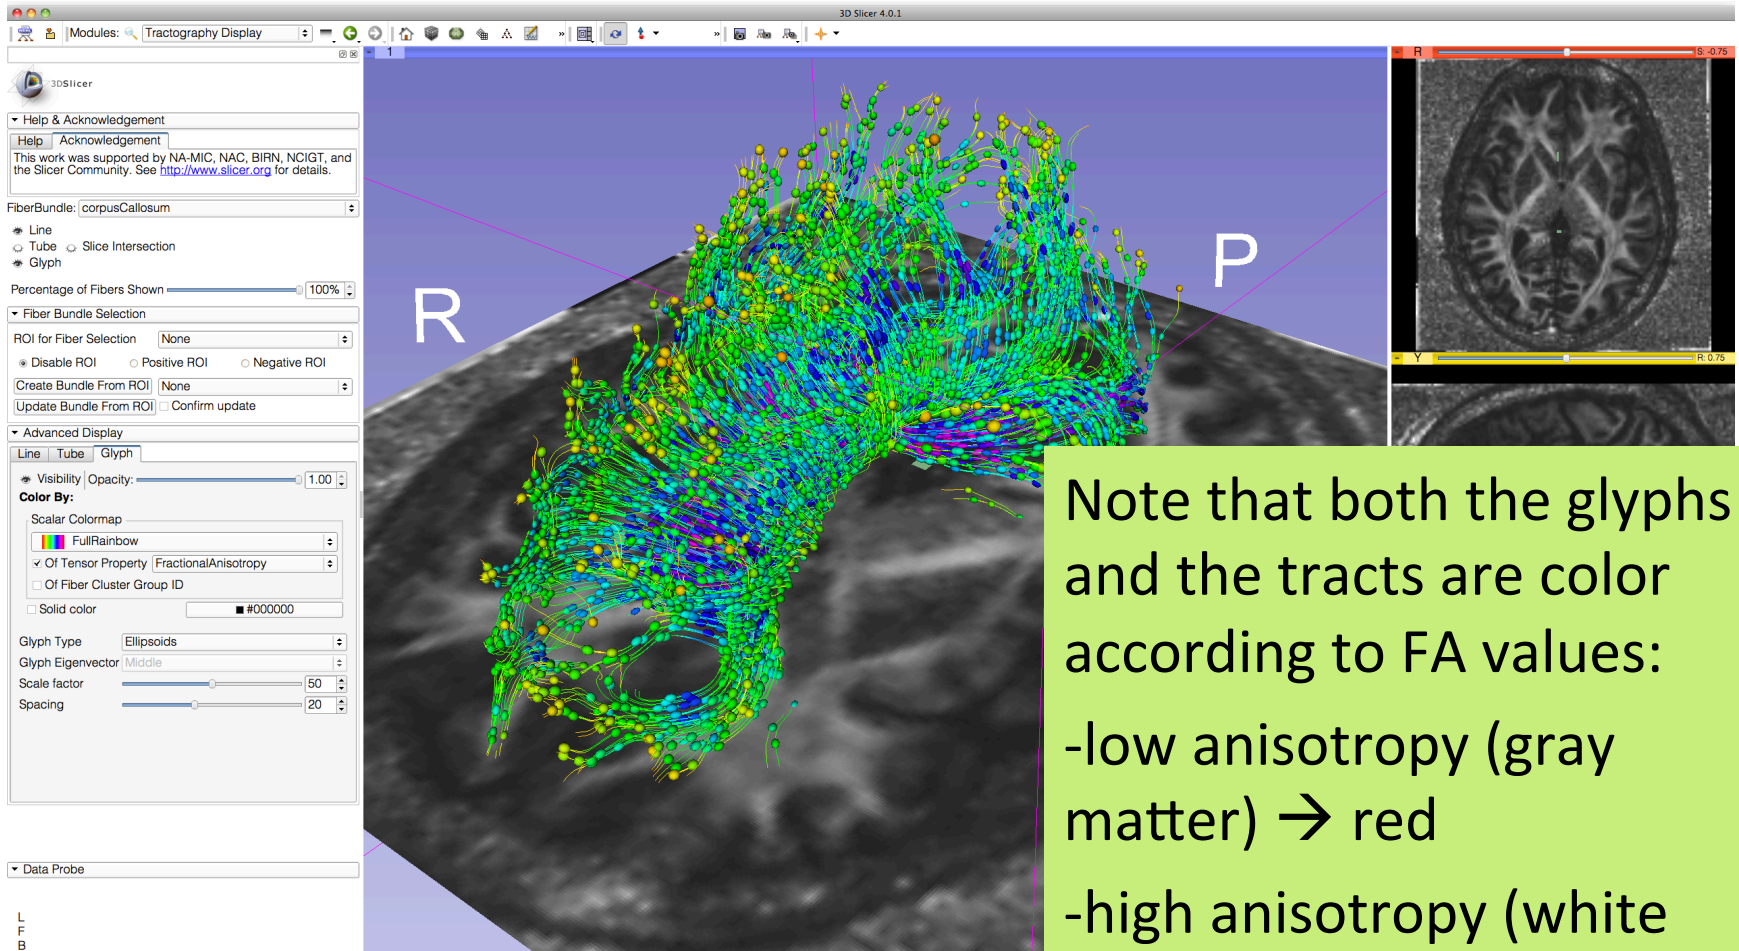 3D Slicer 4.0.1
Modules: Tractography Display
1
3DSlicer
Help & Acknowledgement
Help Acknowledgement
This work was supported by NA-MIC, NAC, BIRN, NCIGT, and
the Slicer Community. See http://www.slicer.org for details.
FiberBundle: corpusCallosum
Line
Tube Slice Intersection
Glyph
Percentage of Fibers Shown 100%
Fiber Bundle Selection
ROI for Fiber Selection None
Disable ROI Positive ROI Negative ROI
Create Bundle From ROI None
Update Bundle From ROI Confirm update
Advanced Display
Line Tube Glyph
Visibility Opacity: 1.00
Color By:
Scalar Colormap
FullRainbow
Of Tensor Property FractionalAnisotropy
Of Fiber Cluster Group ID
Solid color #000000
Glyph Type Ellipsoids
Glyph Eigenvector Middle
Scale factor 50
Spacing 20
Data Probe
L
F
B
R
P
R S: -0.75
Y R: 0.75
Note that both the glyphs
and the tracts are color
according to FA values:
-low anisotropy (gray
matter) → red
-high anisotropy (white